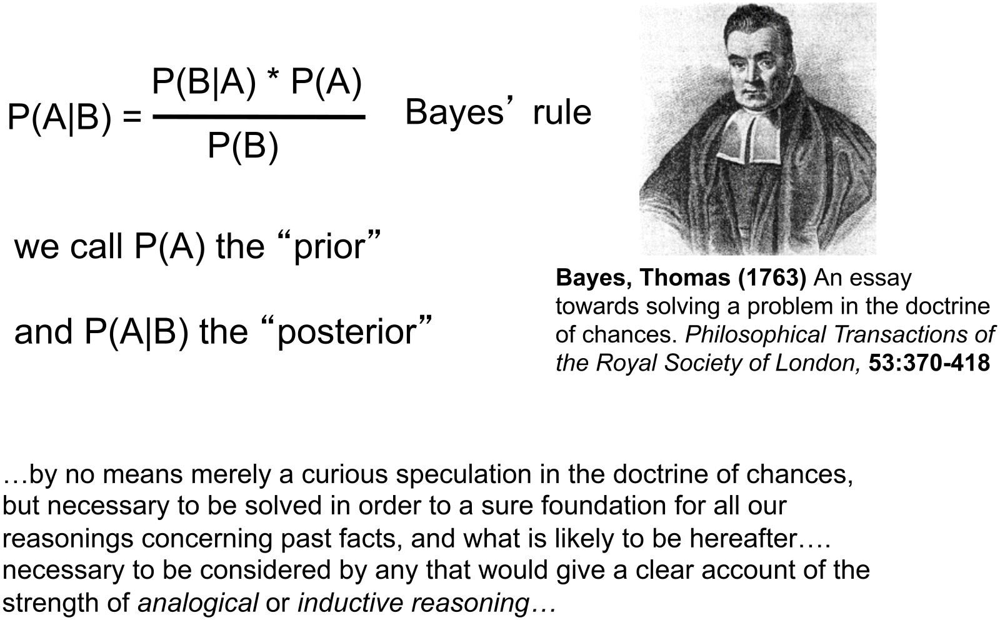 P(A|B) = P(B|A) * P(A)
P(B)
Bayes’ rule
we call P(A) the “prior”
and P(A|B) the “posterior”
Bayes, Thomas (1763) An essay
towards solving a problem in the doctrine
of chances. Philosophical Transactions of
the Royal Society of London, 53:370-418
…by no means merely a curious speculation in the doctrine of chances,
but necessary to be solved in order to a sure foundation for all our
reasonings concerning past facts, and what is likely to be hereafter….
necessary to be considered by any that would give a clear account of the
strength of analogical or inductive reasoning…